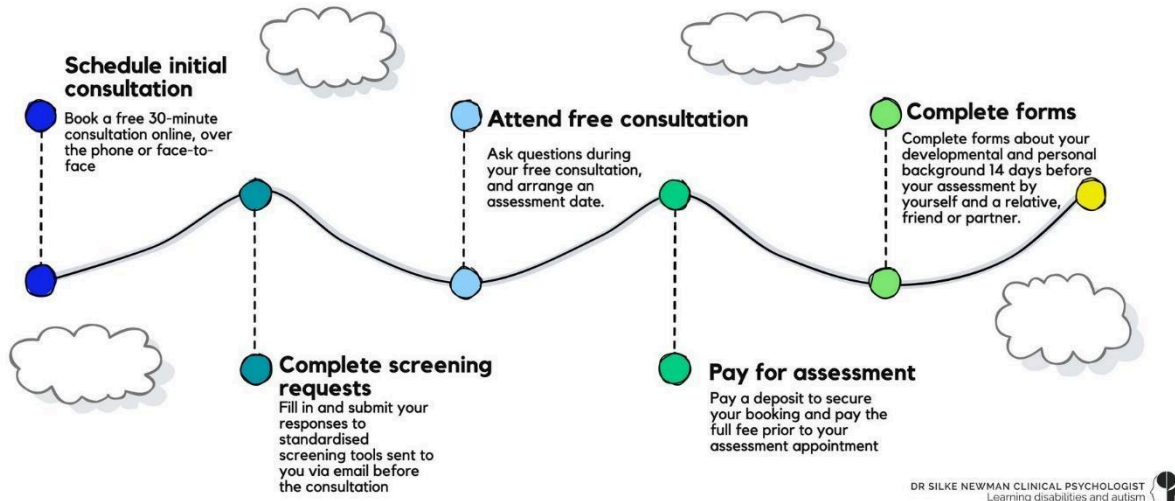 Schedule initial
consultation
Book a free 30-minute
consultation online, over
the phone or face-to-
face
Complete screening
requests
Fill in and submit your
responses to
standardised
screening tools sent to
you via email before
the consultation
Attend free consultation
Ask questions during
your free consultation,
and arrange an
assessment date.
Pay for assessment
Pay a deposit to secure
your booking and pay the
full fee prior to your
assessment appointment
Complete forms
Complete forms about your
developmental and personal
background 14 days before
your assessment by
yourself and a relative,
friend or partner.
DR SILKE NEWMAN CLINICAL PSYCHOLOGIST
Learning disabilities and autism